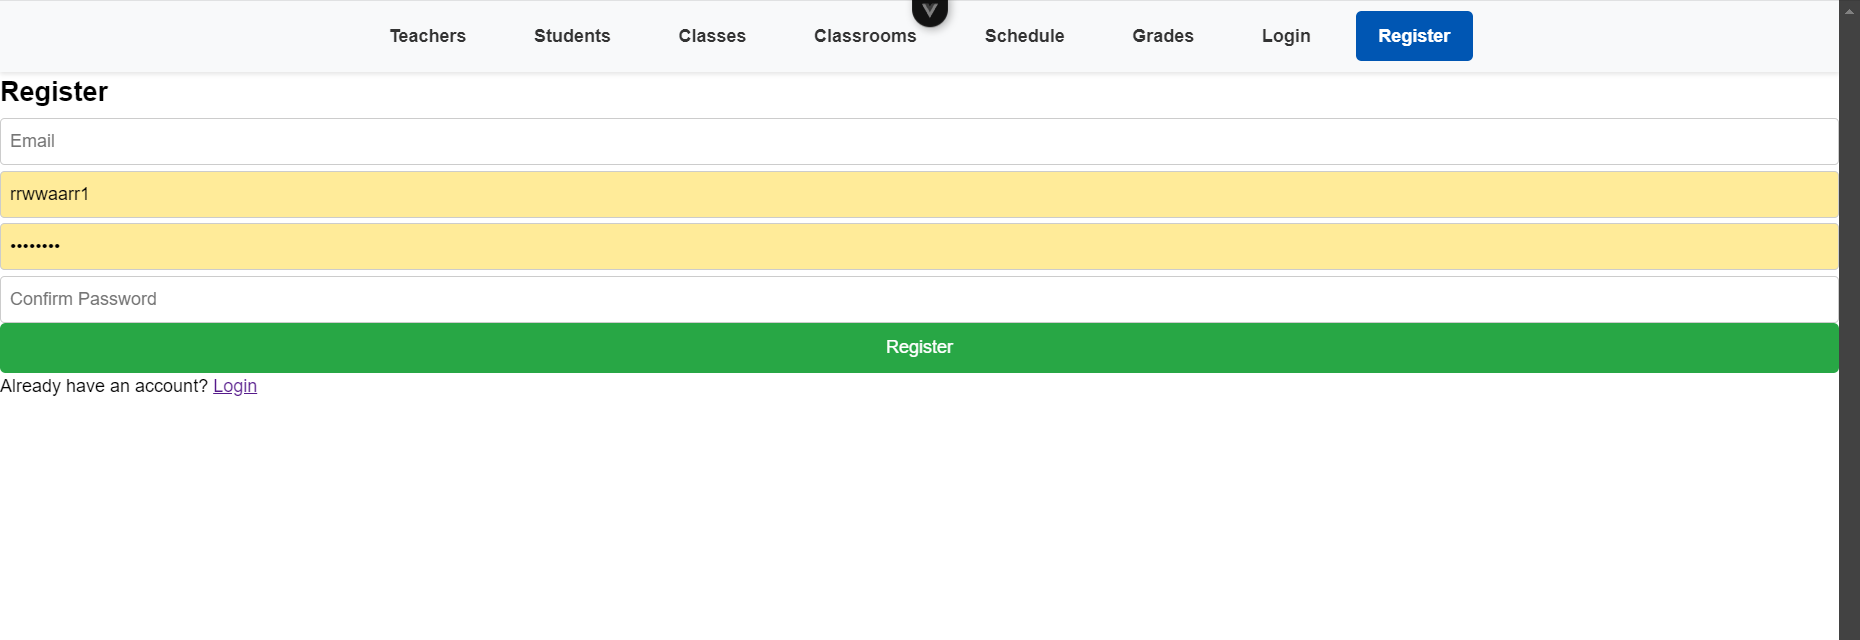 Teachers Students Classes Classrooms Schedule Grades Login Register
Register
Email
rrwwaarr1
••••••••
Confirm Password
Register
Already have an account? Login